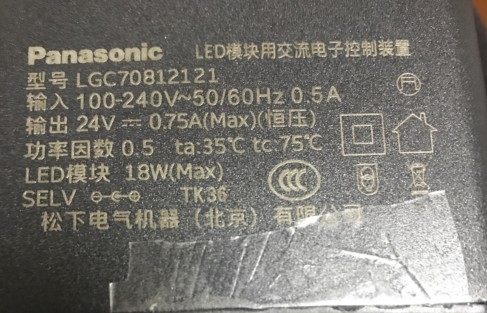 Panasonic LED模块用交流电子控制装置
型号 LGC70812121
输入 100-240V~50/60Hz 0.5A
输出 24V⎓0.75A(Max)(恒压)
功率因数 0.5 ta:35℃ tc:75℃
LED模块 18W(Max)
SELV TK36
松下电气机器（北京）有限公司